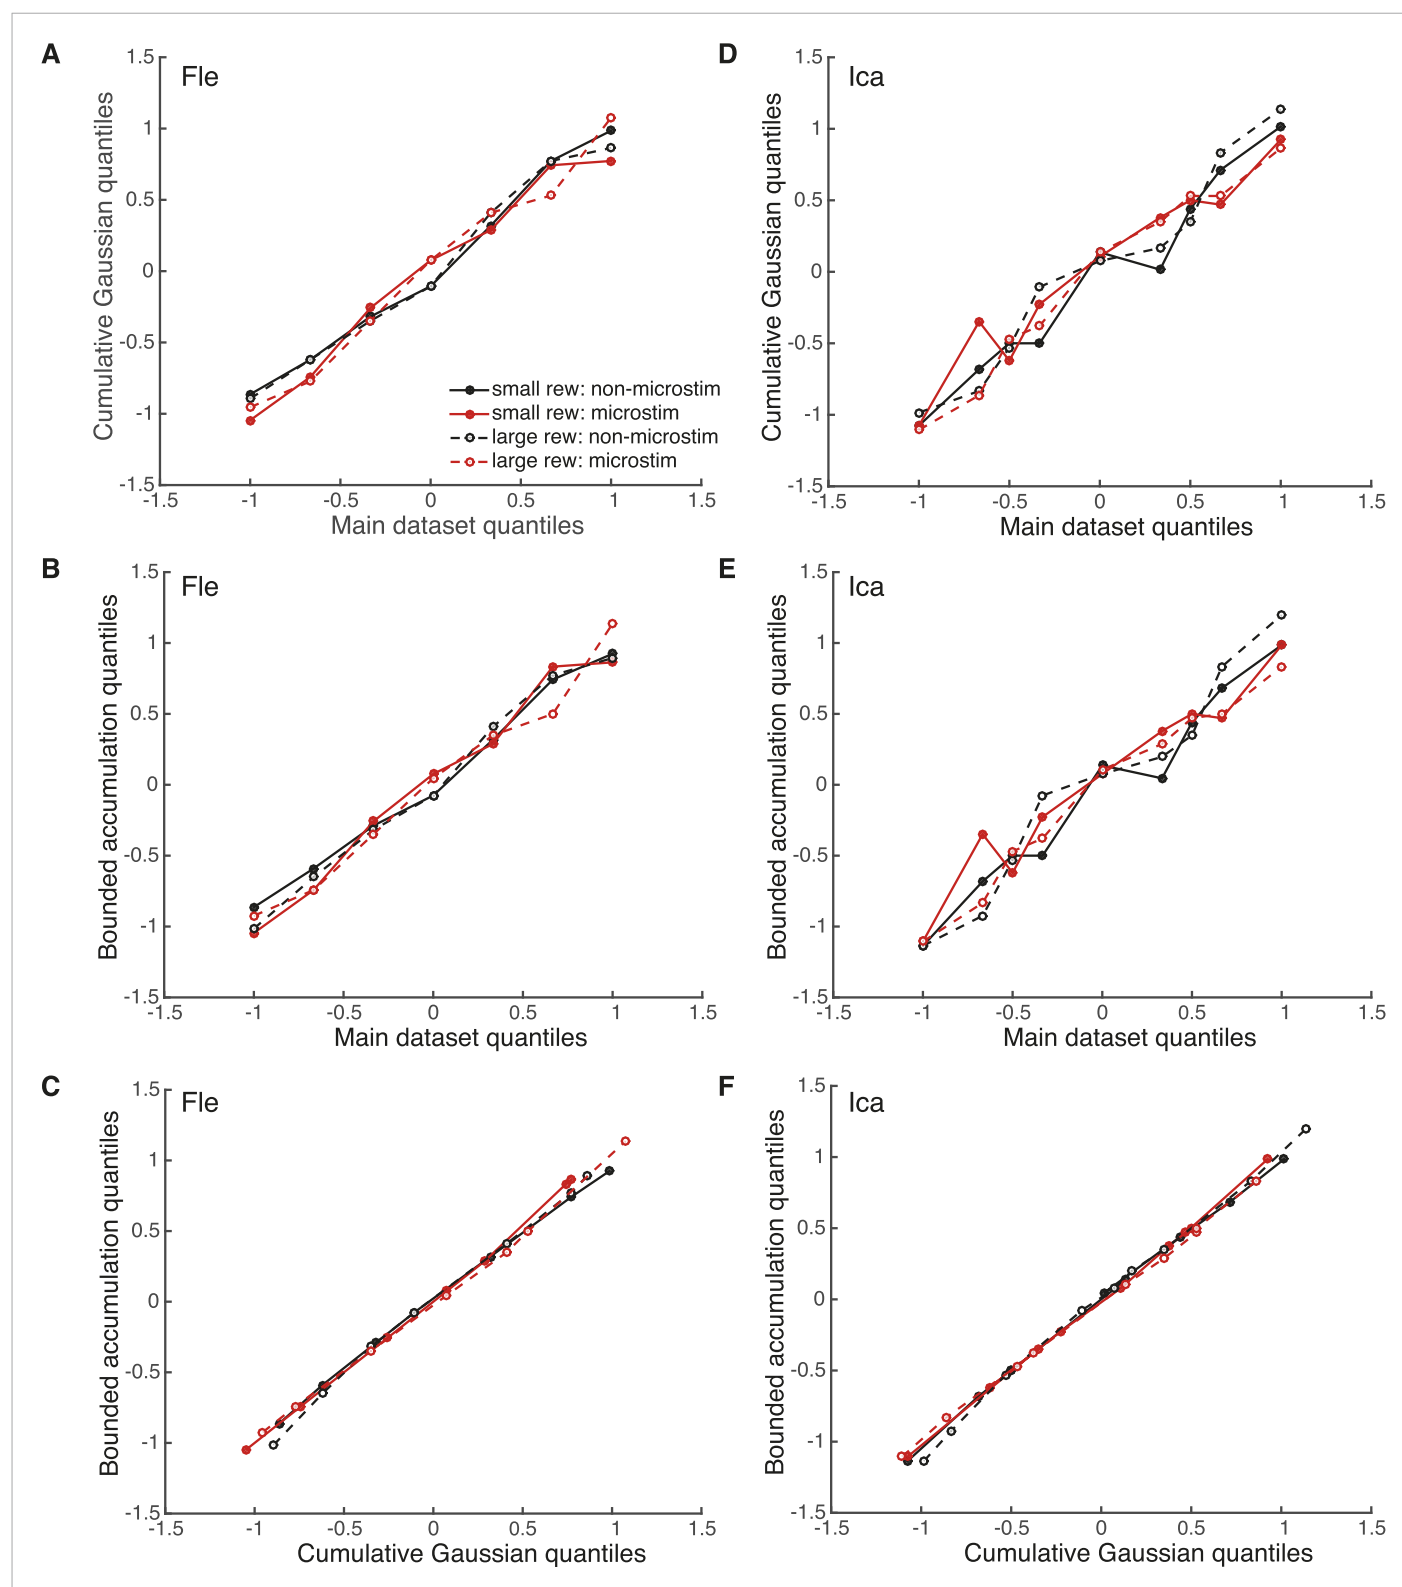 A
Fle
1.5
1
0.5
0
-0.5
-1
-1.5
-1.5 -1 -0.5 0 0.5 1 1.5
Cumulative Gaussian quantiles
Main dataset quantiles
small rew: non-microstim
small rew: microstim
large rew: non-microstim
large rew: microstim
D
Ica
1.5
1
0.5
0
-0.5
-1
-1.5
-1.5 -1 -0.5 0 0.5 1 1.5
Cumulative Gaussian quantiles
Main dataset quantiles
B
Fle
1.5
1
0.5
0
-0.5
-1
-1.5
-1.5 -1 -0.5 0 0.5 1 1.5
Bounded accumulation quantiles
Main dataset quantiles
E
Ica
1.5
1
0.5
0
-0.5
-1
-1.5
-1.5 -1 -0.5 0 0.5 1 1.5
Bounded accumulation quantiles
Main dataset quantiles
C
Fle
1.5
1
0.5
0
-0.5
-1
-1.5
-1.5 -1 -0.5 0 0.5 1 1.5
Bounded accumulation quantiles
Cumulative Gaussian quantiles
F
Ica
1.5
1
0.5
0
-0.5
-1
-1.5
-1.5 -1 -0.5 0 0.5 1 1.5
Bounded accumulation quantiles
Cumulative Gaussian quantiles